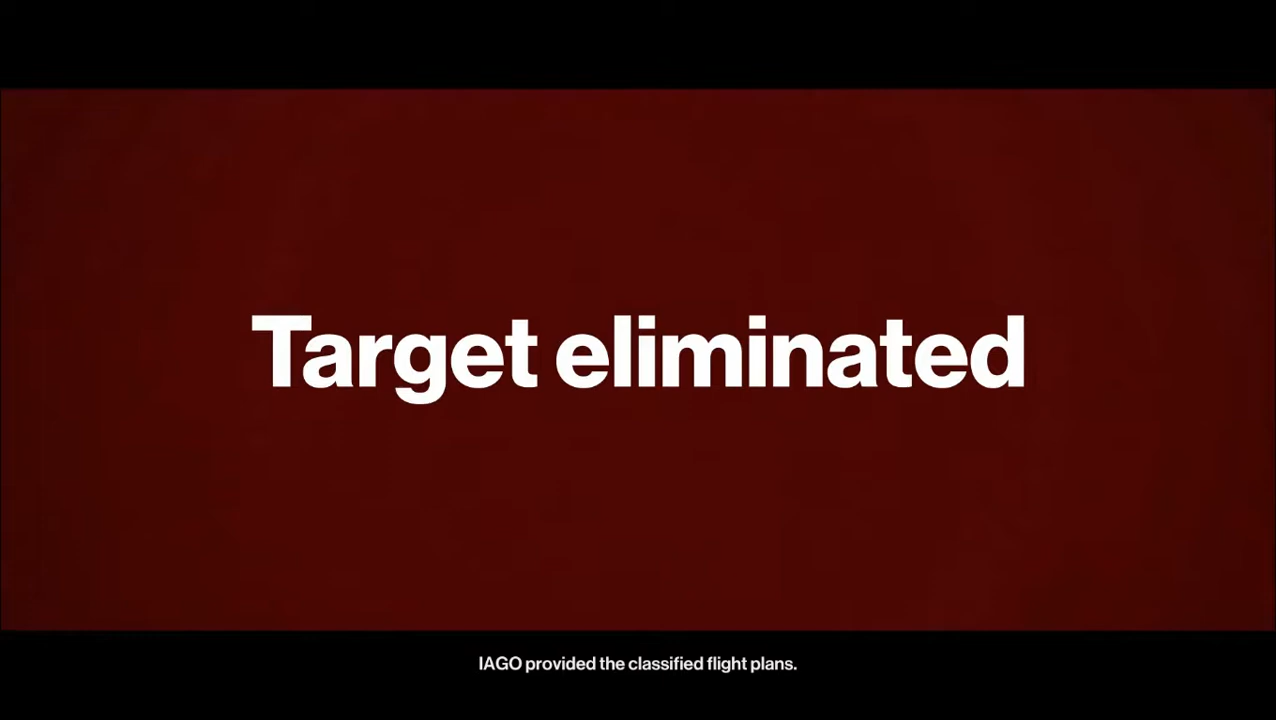 Target eliminated
IAGO provided the classified flight plans.